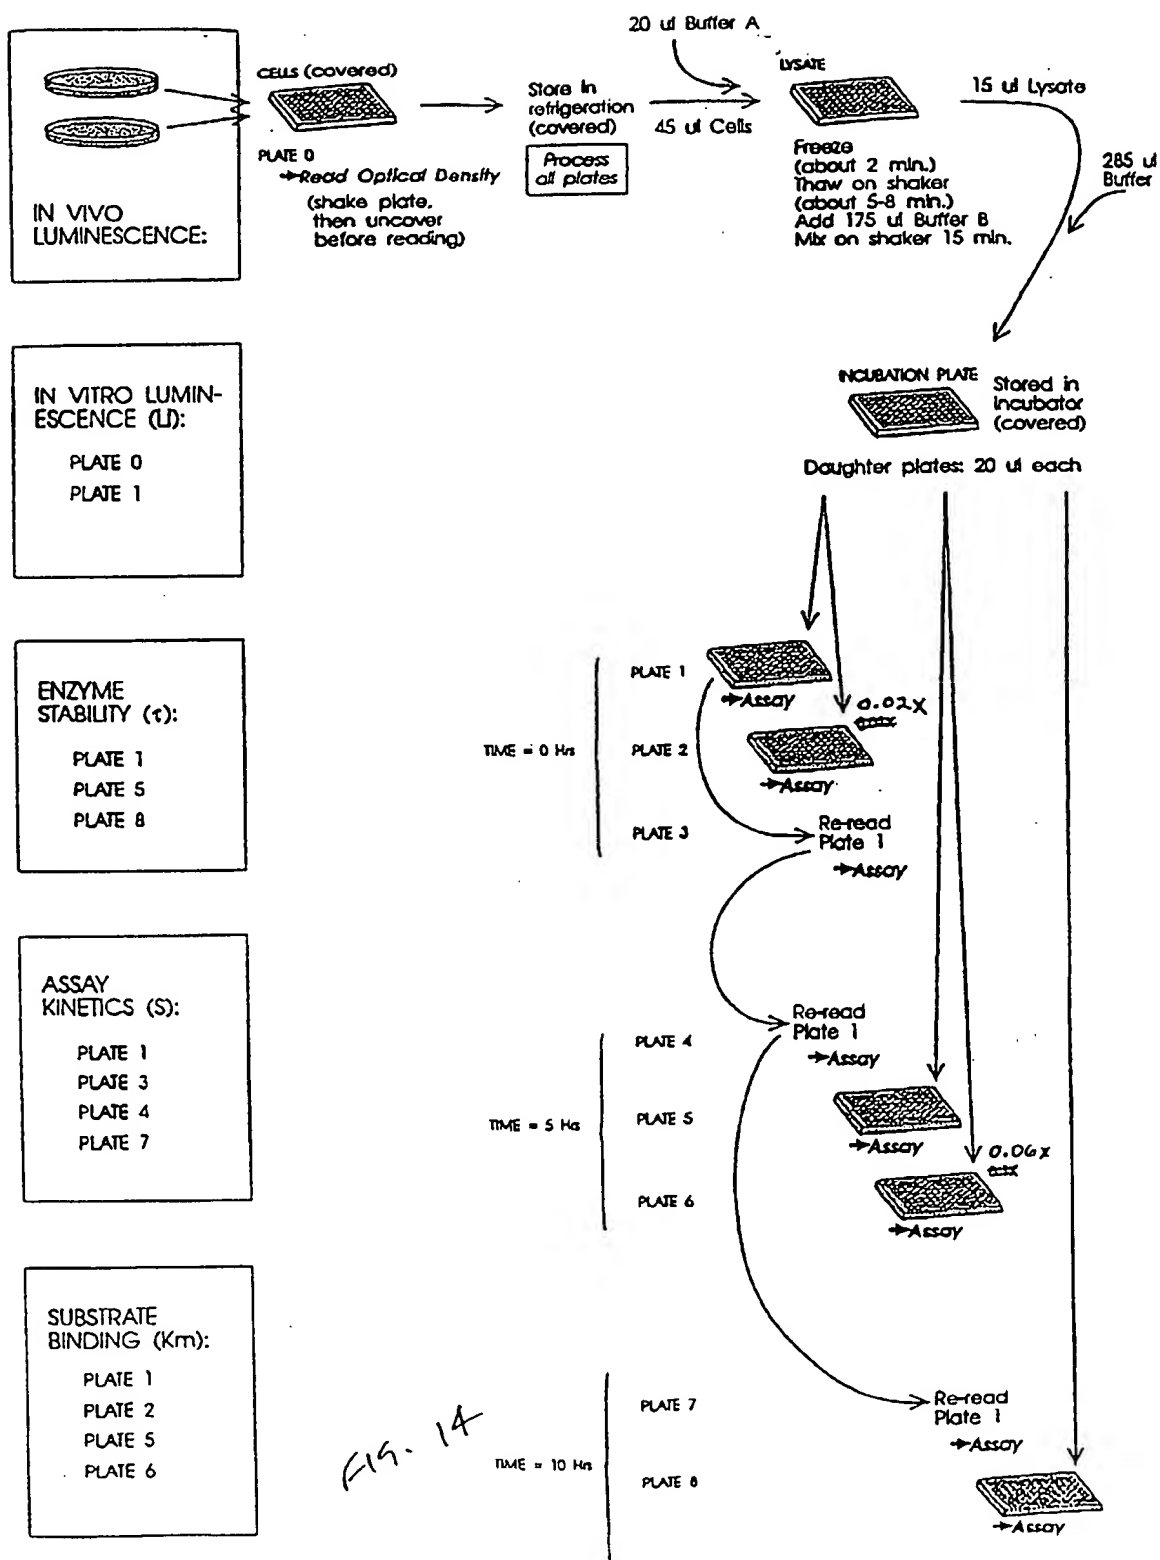 20 ul Buffer A
CELLS (covered)
PLATE 0
→Read Optical Density
(shake plate,
then uncover
before reading)
Store in
refrigeration
(covered)
Process
all plates
45 ul Cells
LYSATE
Freeze
(about 2 min.)
Thaw on shaker
(about 5-8 min.)
Add 175 ul Buffer B
Mix on shaker 15 min.
15 ul Lysate
285 ul
Buffer
IN VIVO
LUMINESCENCE:
IN VITRO LUMIN-
ESCENCE (LI):
PLATE 0
PLATE 1
INCUBATION PLATE
Stored in
Incubator
(covered)
Daughter plates: 20 ul each
ENZYME
STABILITY (τ):
PLATE 1
PLATE 5
PLATE 8
TIME = 0 Hrs
PLATE 1
→Assay
0.02X
PLATE 2
→Assay
PLATE 3
Re-read
Plate 1
→Assay
ASSAY
KINETICS (S):
PLATE 1
PLATE 3
PLATE 4
PLATE 7
TIME = 5 Hrs
PLATE 4
Re-read
Plate 1
→Assay
PLATE 5
→Assay
0.06X
PLATE 6
→Assay
SUBSTRATE
BINDING (Km):
PLATE 1
PLATE 2
PLATE 5
PLATE 6
FIG. 14
TIME = 10 Hrs
PLATE 7
Re-read
Plate 1
→Assay
PLATE 8
→Assay